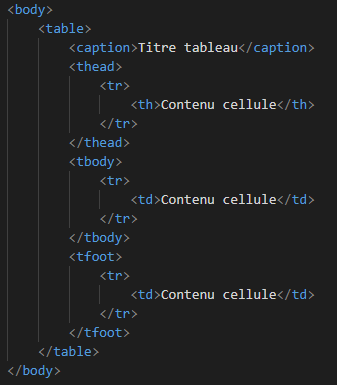 <body>
<table>
<caption>Titre tableau</caption>
<thead>
<tr>
<th>Contenu cellule</th>
</tr>
</thead>
<tbody>
<tr>
<td>Contenu cellule</td>
</tr>
</tbody>
<tfoot>
<tr>
<td>Contenu cellule</td>
</tr>
</tfoot>
</table>
</body>